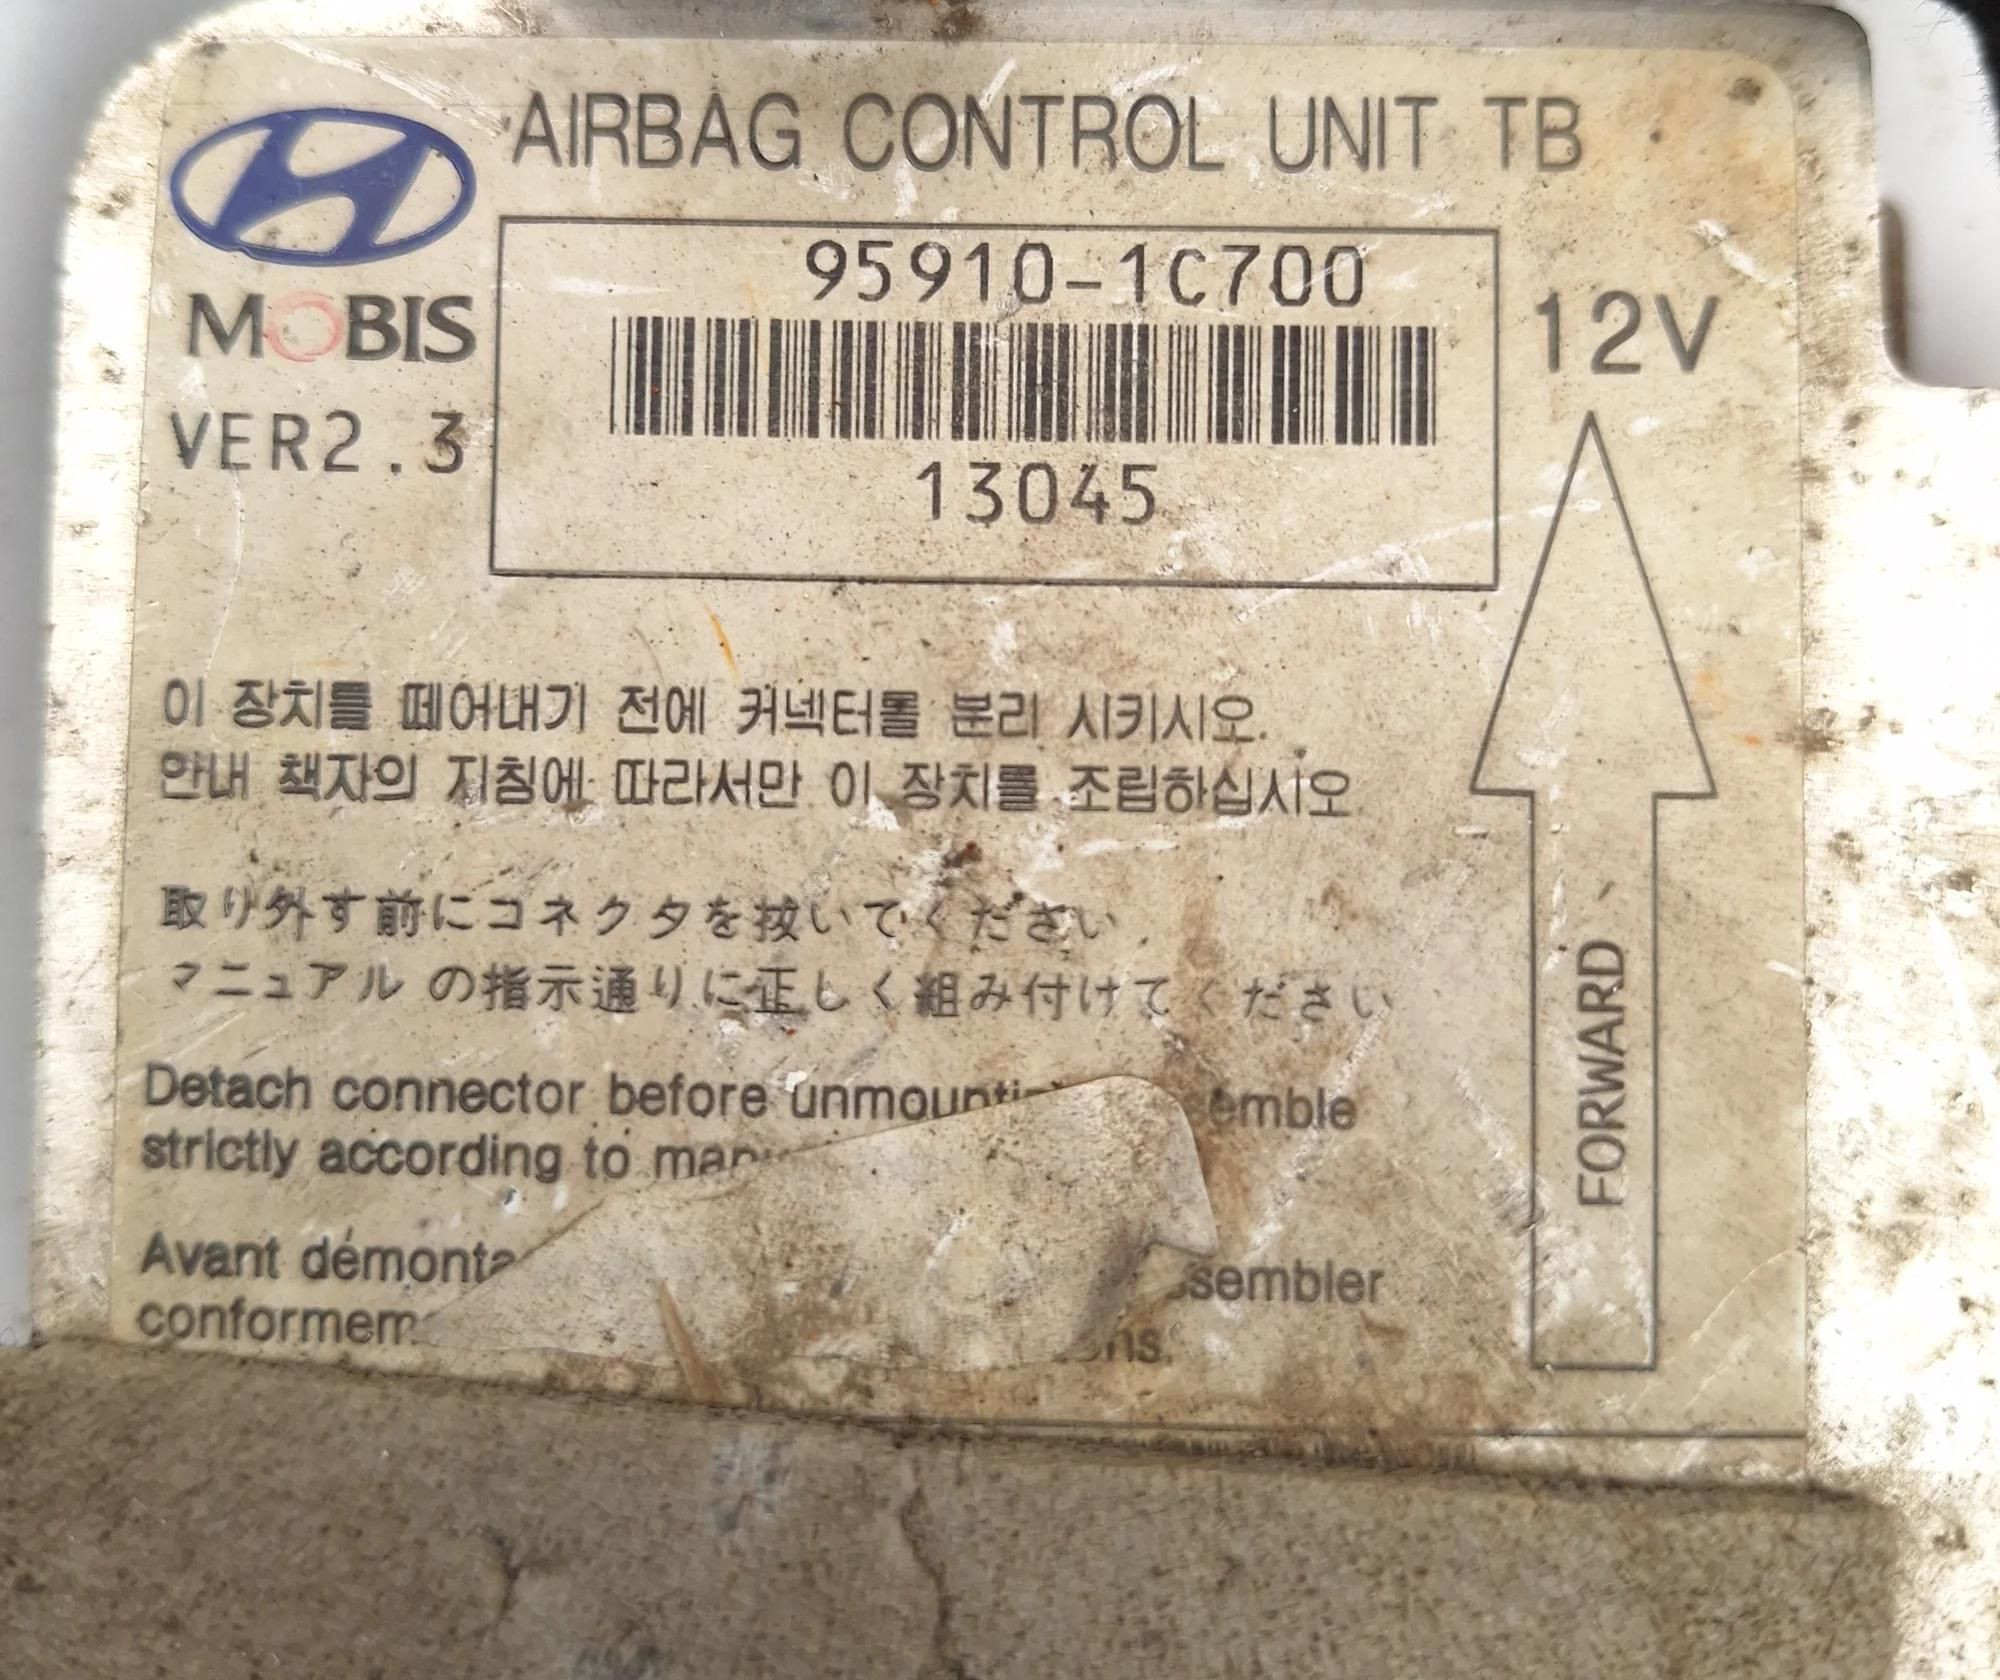 AIRBAG CONTROL UNIT TB
MOBIS
95910-1C700
12V
VER2.3
13045
이 장치를 떼어내기 전에 커넥터를 분리 시키시오.
안내 책자의 지침에 따라서만 이 장치를 조립하십시오
取り外す前にコネクタを抜いてください
マニュアル の指示通りに正しく組み付けてください
FORWARD
Detach connector before
strictly according to
Avant